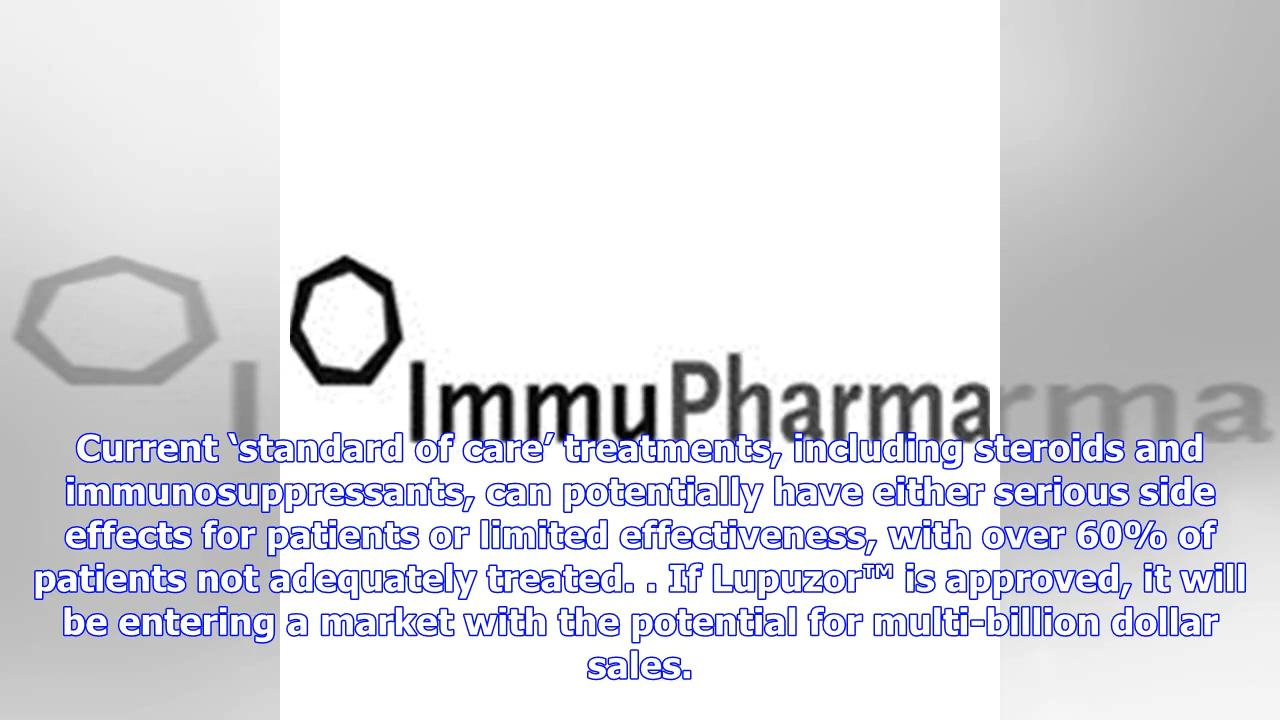 ImmuPharma
Current ‘standard of care’ treatments, including steroids and
immunosuppressants, can potentially have either serious side
effects for patients or limited effectiveness, with over 60% of
patients not adequately treated. . If Lupuzor™ is approved, it will
be entering a market with the potential for multi-billion dollar
sales.